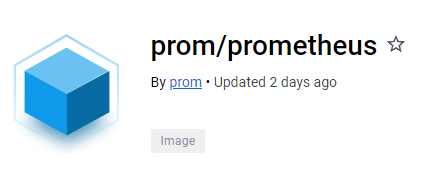 prom/prometheus
By prom • Updated 2 days ago
Image